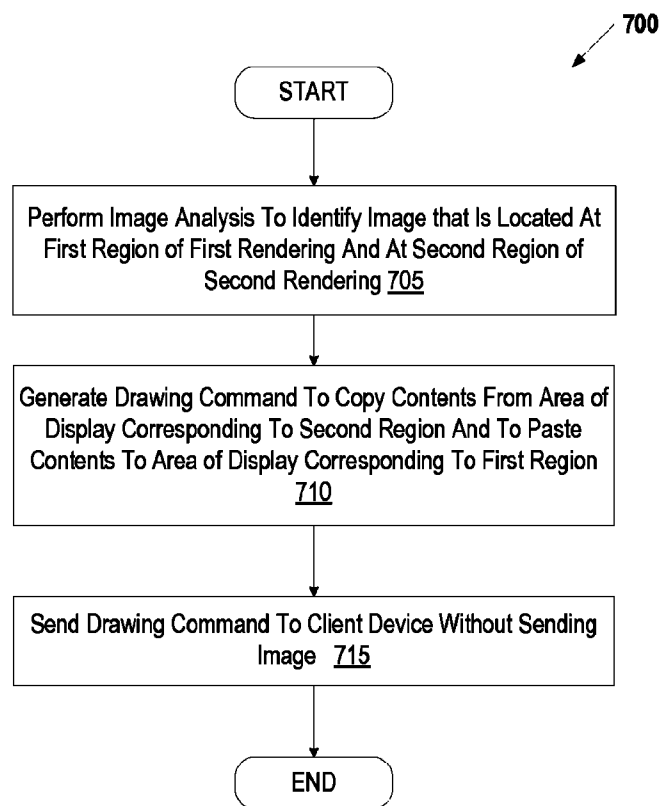 700
START
Perform Image Analysis To Identify Image that Is Located At
First Region of First Rendering And At Second Region of
Second Rendering 705
Generate Drawing Command To Copy Contents From Area of
Display Corresponding To Second Region And To Paste
Contents To Area of Display Corresponding To First Region
710
Send Drawing Command To Client Device Without Sending
Image 715
END